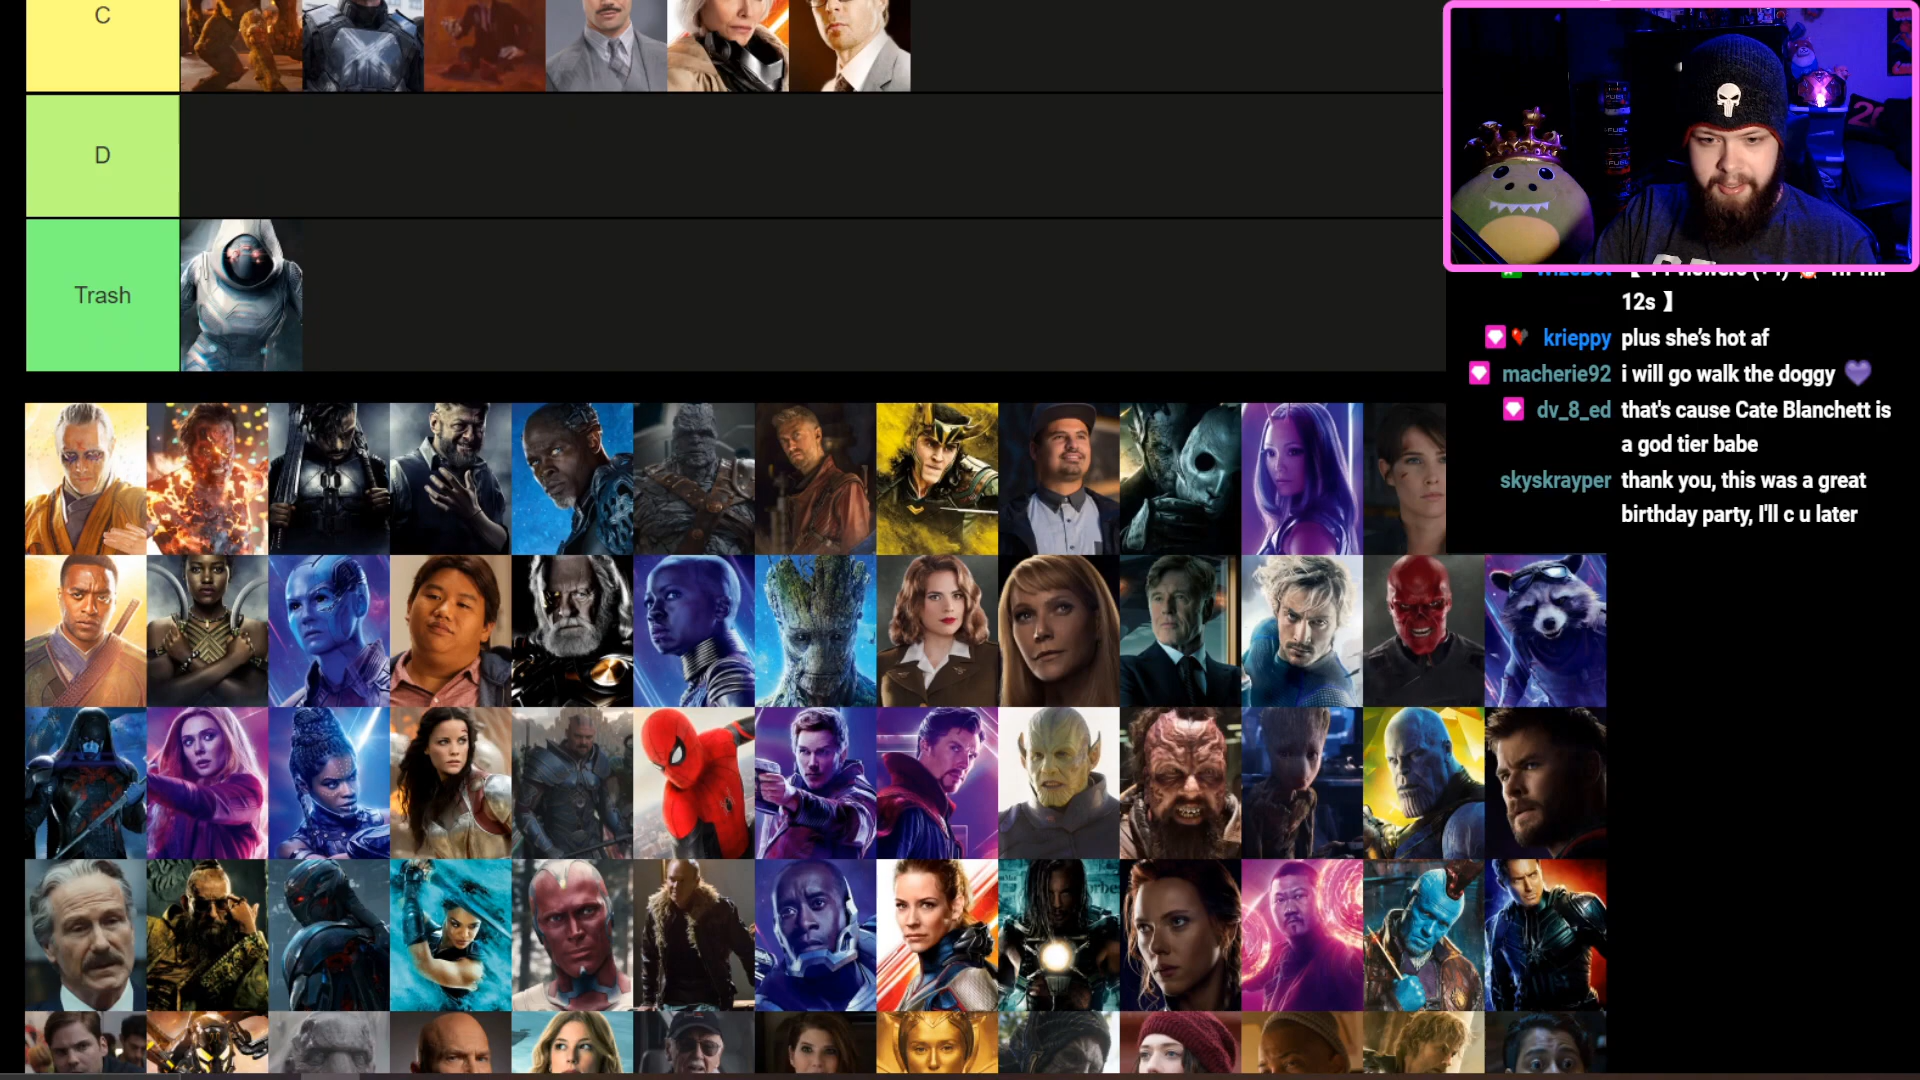 C
D
Trash
12s 】
krieppy plus she's hot af
macherie92 i will go walk the doggy
dv_8_ed that's cause Cate Blanchett is
a god tier babe
skyskrayper thank you, this was a great
birthday party, I'll c u later